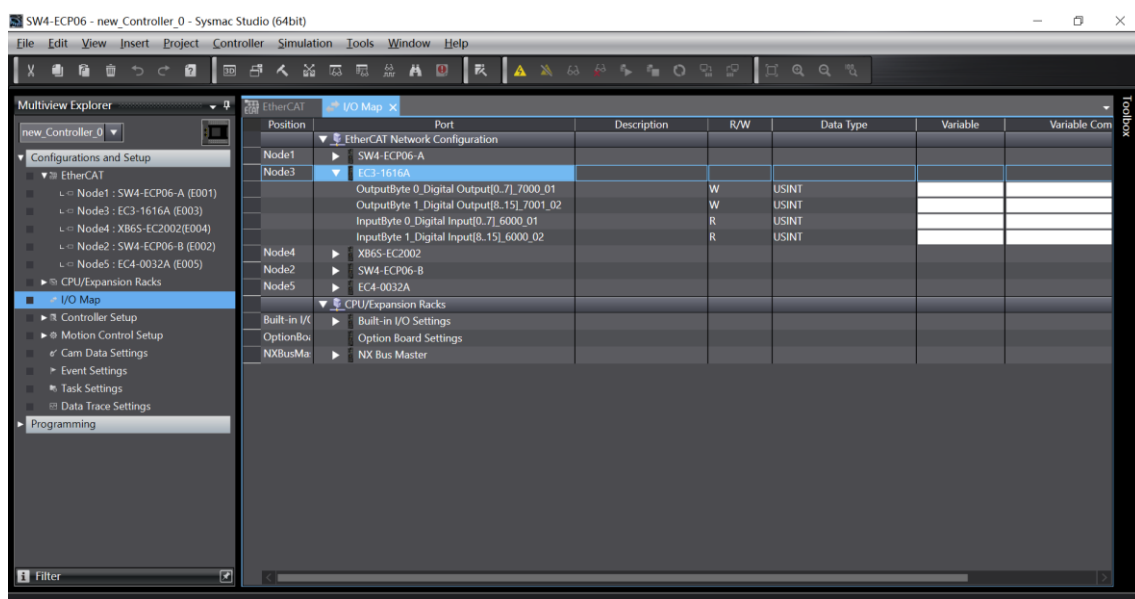 SW4-ECP06 - new_Controller_0 - Sysmac Studio (64bit)
File Edit View Insert Project Controller Simulation Tools Window Help
Multiview Explorer
new_Controller_0
Configurations and Setup
EtherCAT
Node1 : SW4-ECP06-A (E001)
Node3 : EC3-1616A (E003)
Node4 : XB6S-EC2002(E004)
Node2 : SW4-ECP06-B (E002)
Node5 : EC4-0032A (E005)
CPU/Expansion Racks
I/O Map
Controller Setup
Motion Control Setup
Cam Data Settings
Event Settings
Task Settings
Data Trace Settings
Programming
Filter
EtherCAT I/O Map
Position Port Description R/W Data Type Variable Variable Com
EtherCAT Network Configuration
Node1 SW4-ECP06-A
Node3 EC3-1616A
OutputByte 0_Digital Output[0..7]_7000_01 W USINT
OutputByte 1_Digital Output[8..15]_7001_02 W USINT
InputByte 0_Digital Input[0..7]_6000_01 R USINT
InputByte 1_Digital Input[8..15]_6000_02 R USINT
Node4 XB6S-EC2002
Node2 SW4-ECP06-B
Node5 EC4-0032A
CPU/Expansion Racks
Built-in I/( Built-in I/O Settings
OptionBo Option Board Settings
NXBusMa NX Bus Master
Toolbox